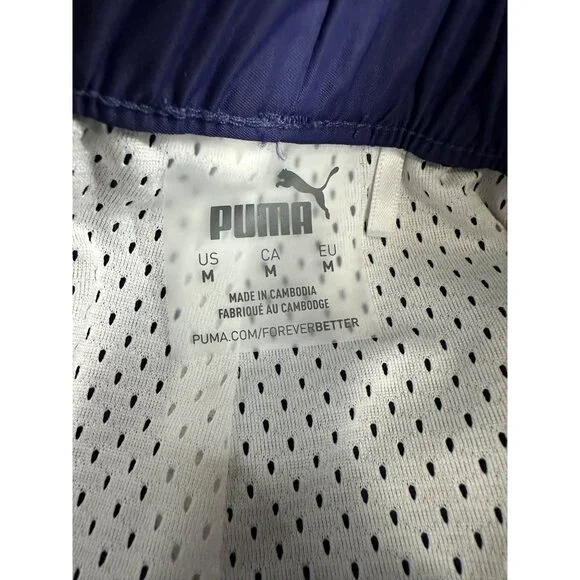 PUMA
US CA EU
M M M
MADE IN CAMBODIA
FABRIQUÉ AU CAMBODGE
PUMA.COM/FOREVERBETTER